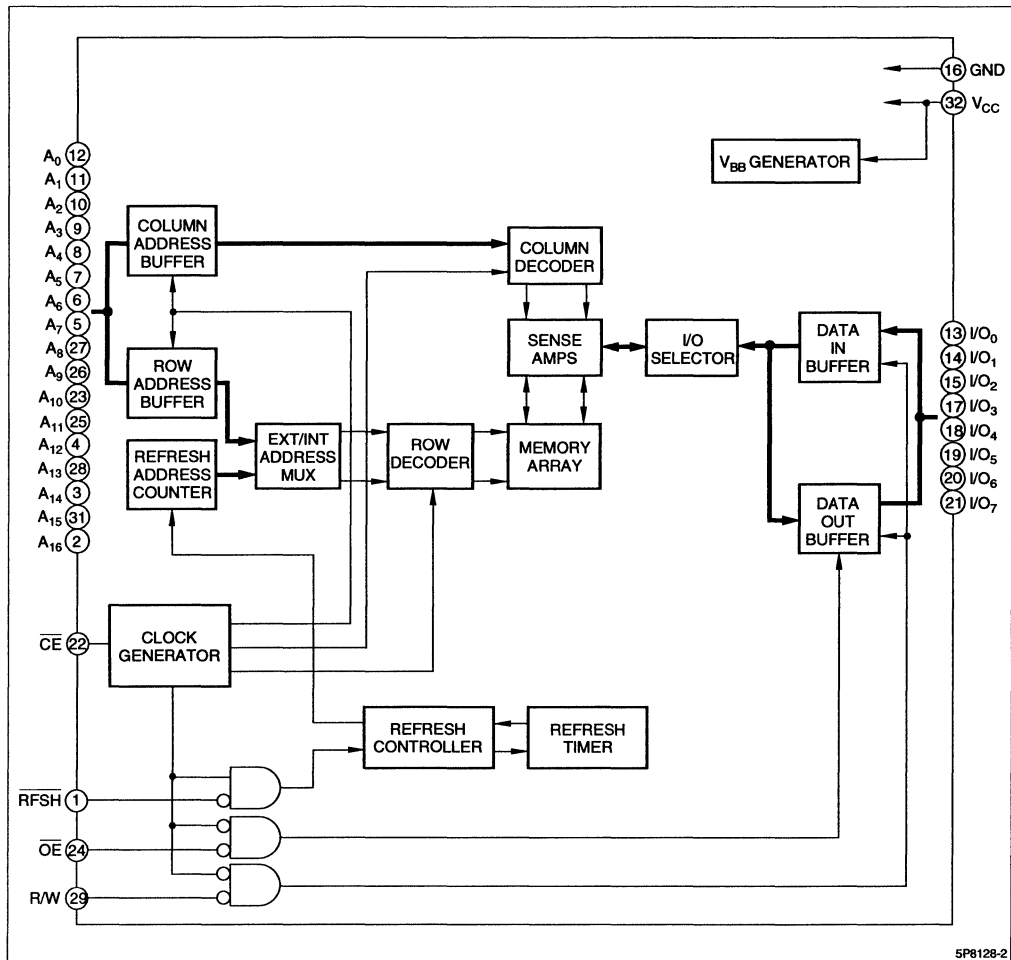 16 GND
32 VCC
VBB GENERATOR
A0 12
A1 11
A2 10
A3 9
A4 8
A5 7
A6 6
A7 5
A8 27
A9 26
A10 23
A11 25
A12 4
A13 28
A14 3
A15 31
A16 2
COLUMN
ADDRESS
BUFFER
COLUMN
DECODER
ROW
ADDRESS
BUFFER
SENSE
AMPS
I/O
SELECTOR
DATA
IN
BUFFER
13 I/O0
14 I/O1
15 I/O2
17 I/O3
18 I/O4
19 I/O5
20 I/O6
21 I/O7
REFRESH
ADDRESS
COUNTER
EXT/INT
ADDRESS
MUX
ROW
DECODER
MEMORY
ARRAY
DATA
OUT
BUFFER
C̅E̅ 22
CLOCK
GENERATOR
REFRESH
CONTROLLER
REFRESH
TIMER
R̅F̅S̅H̅ 1
O̅E̅ 24
R/W 29
5P8128-2